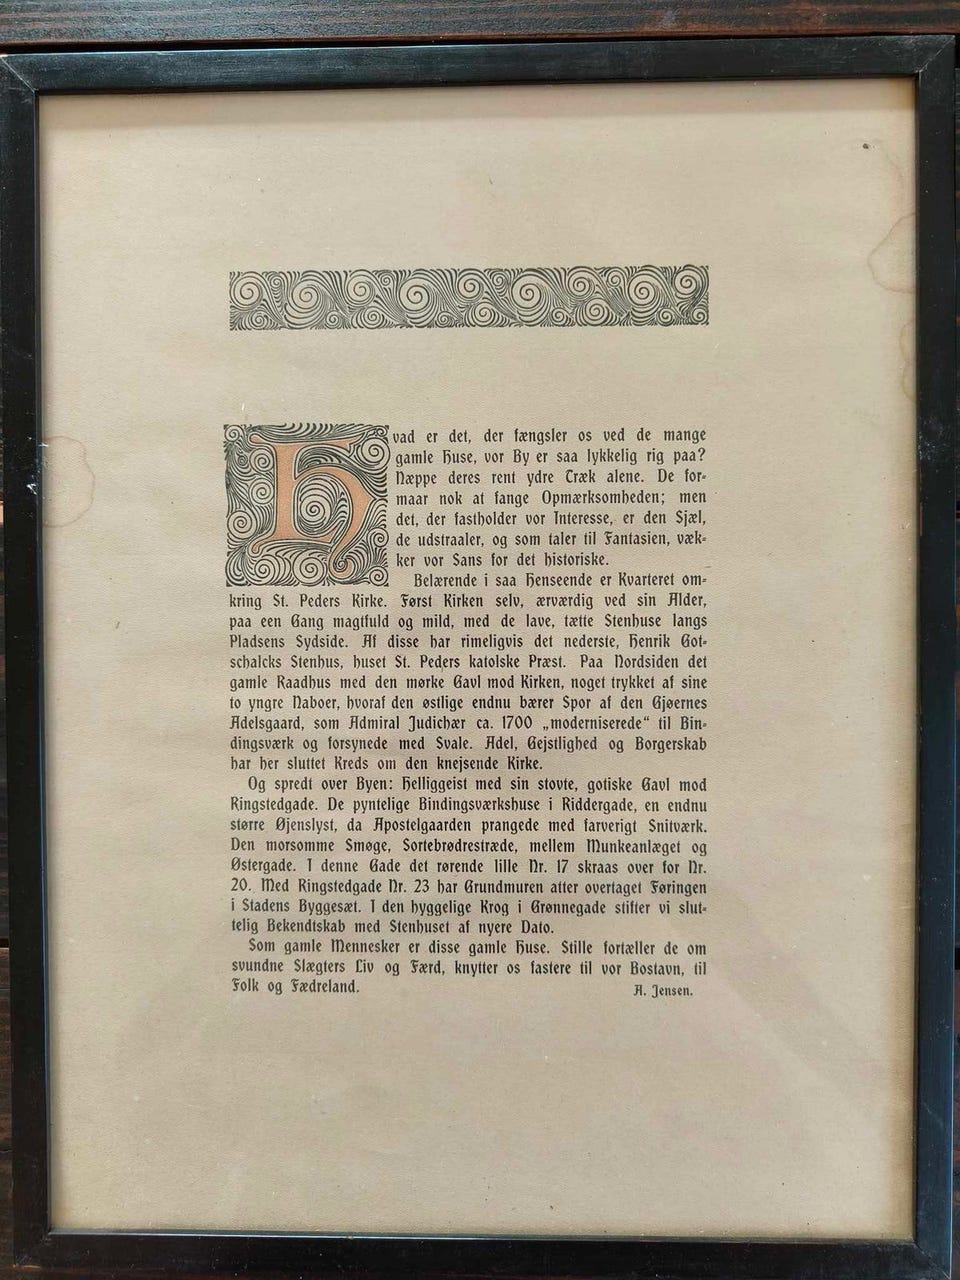 Hvad er det, der fængsler os ved de mange
gamle Huse, vor By er saa lykkelig rig paa?
Næppe deres rent ydre Træk alene. De for-
maar nok at fange Opmærksomheden; men
det, der fastholder vor Interesse, er den Sjæl,
de udstraaler, og som taler til Fantasien, væk-
ker vor Sans for det historiske.
Belærende i saa Henseende er Kvarteret om-
kring St. Peders Kirke. Først Kirken selv, ærværdig ved sin Alder,
paa een Gang magtfuld og mild, med de lave, tætte Stenhuse langs
Pladsens Sydside. Af disse har rimeligvis det nederste, Henrik Got-
schalcks Stenhus, huset St. Peders katolske Præst. Paa Nordsiden det
gamle Raadhus med den mørke Gavl mod Kirken, noget trykket af sine
to yngre Naboer, hvoraf den østlige endnu bærer Spor af den Gjøernes
Adelsgaard, som Admiral Judichær ca. 1700 „moderniserede“ til Bin-
dingsværk og forsynede med Svale. Adel, Gejstlighed og Borgerskab
har her sluttet Kreds om den knejsende Kirke.
Og spredt over Byen: Helliggeist med sin stovte, gotiske Gavl mod
Ringstedgade. De pyntelige Bindingsværkshuse i Riddergade, en endnu
større Øjenslyst, da Apostelgaarden prangede med farverigt Snitværk.
Den morsomme Smøge, Sortebrødrestræde, mellem Munkeanlæget og
Østergade. I denne Gade det rørende lille Nr. 17 skraas over for Nr.
20. Med Ringstedgade Nr. 23 har Grundmuren atter overtaget Føringen
i Stadens Byggesæt. I den hyggelige Krog i Grønnegade stifter vi slut-
telig Bekendtskab med Stenhuset af nyere Dato.
Som gamle Mennesker er disse gamle Huse. Stille fortæller de om
svundne Slægters Liv og Færd, knytter os fastere til vor Bostavn, til
Folk og Fædreland.
A. Jensen.